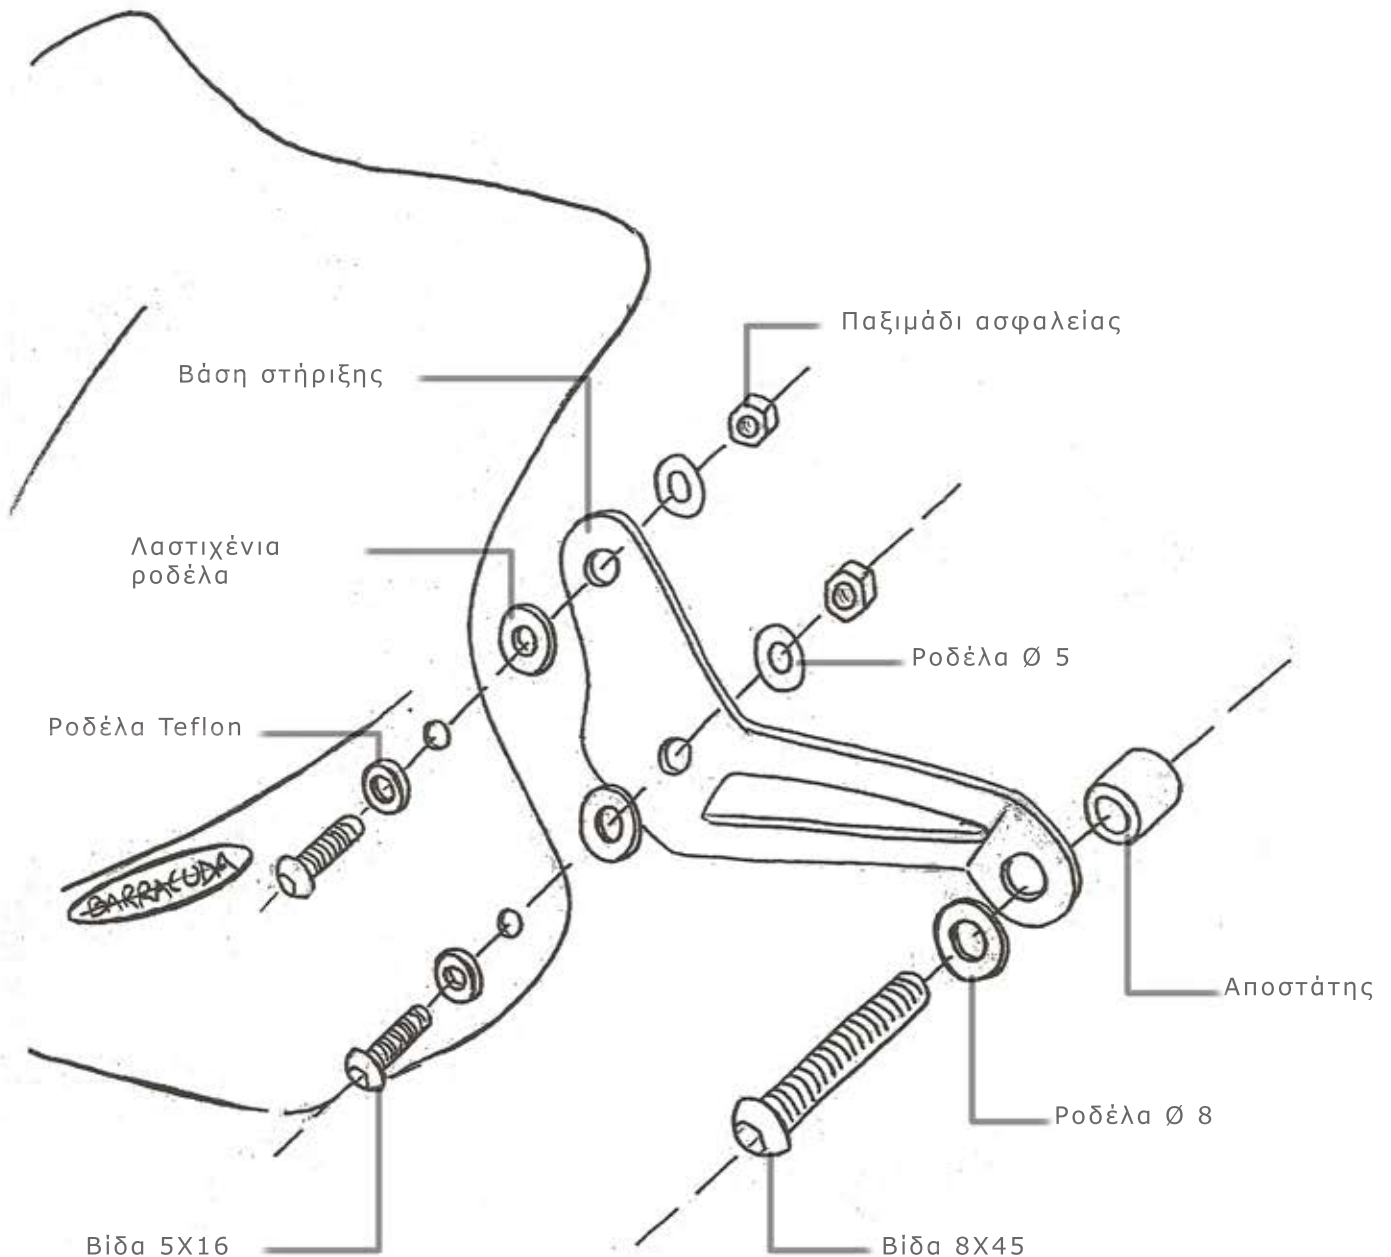 Παξιμάδι ασφαλείας
Βάση στήριξης
Λαστιχένια
ροδέλα
Ροδέλα Ø 5
Ροδέλα Teflon
BARRACUDA
Αποστάτης
Ροδέλα Ø 8
Βίδα 5X16
Βίδα 8X45